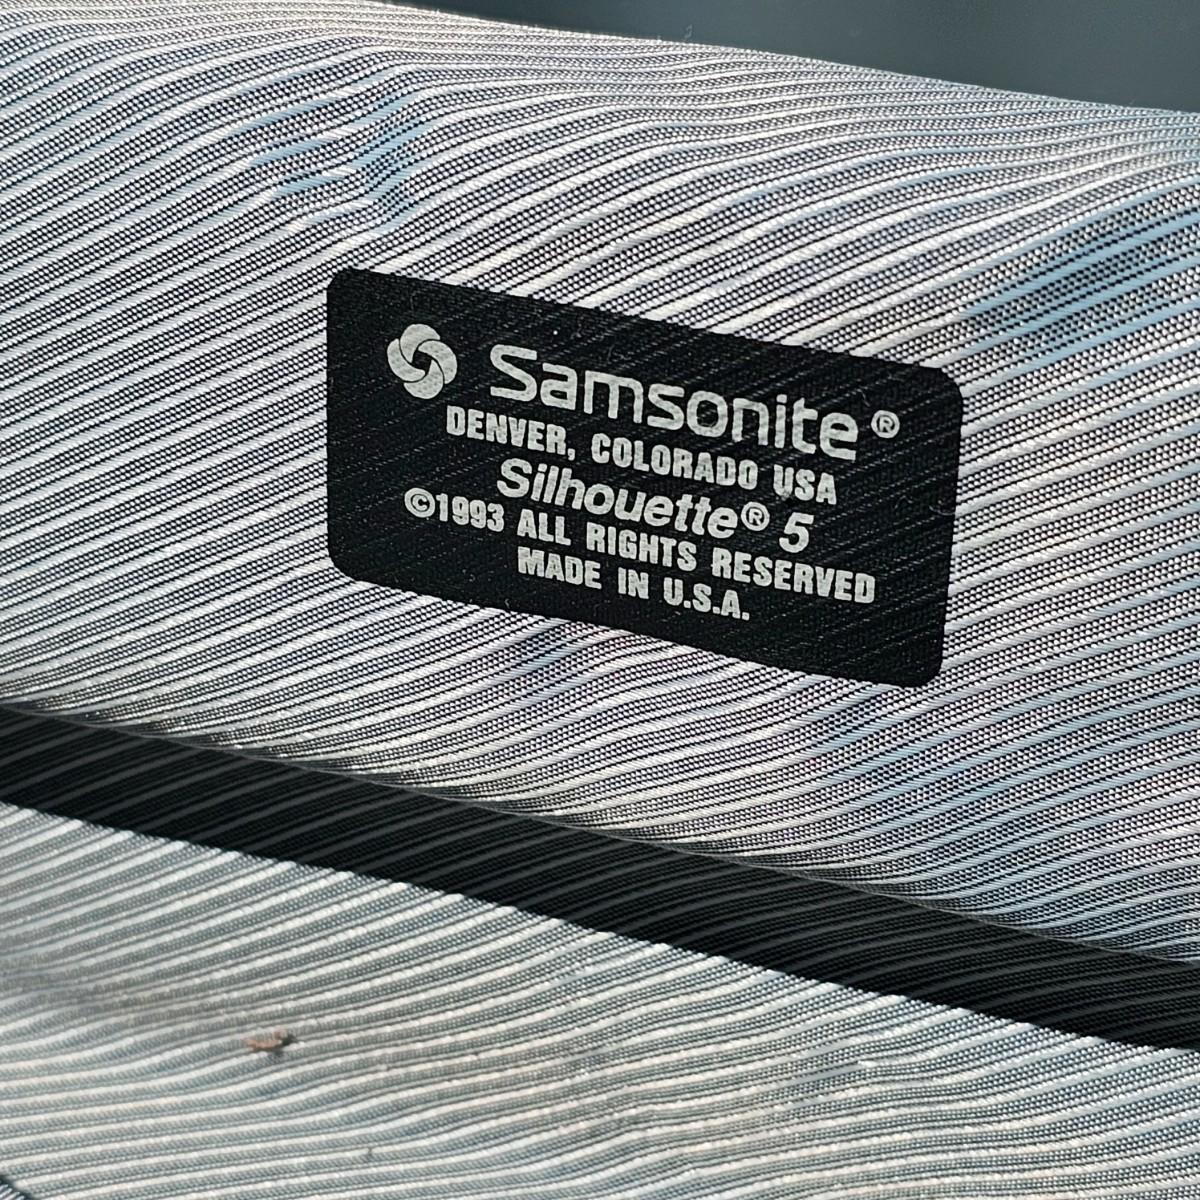 Samsonite®
DENVER, COLORADO USA
Silhouette® 5
©1993 ALL RIGHTS RESERVED
MADE IN U.S.A.